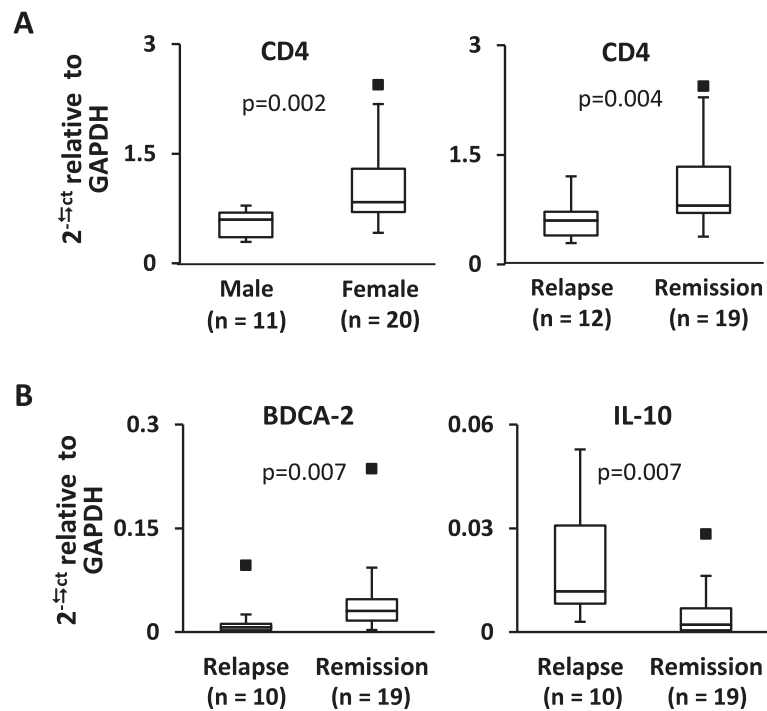 A
2^-⇆ct relative to
GAPDH
3
1.5
0
CD4
p=0.002
Male
(n = 11)
Female
(n = 20)
3
1.5
0
CD4
p=0.004
Relapse
(n = 12)
Remission
(n = 19)
B
2^-⇆ct relative to
GAPDH
0.3
0.15
0
BDCA-2
p=0.007
Relapse
(n = 10)
Remission
(n = 19)
0.06
0.03
0
IL-10
p=0.007
Relapse
(n = 10)
Remission
(n = 19)